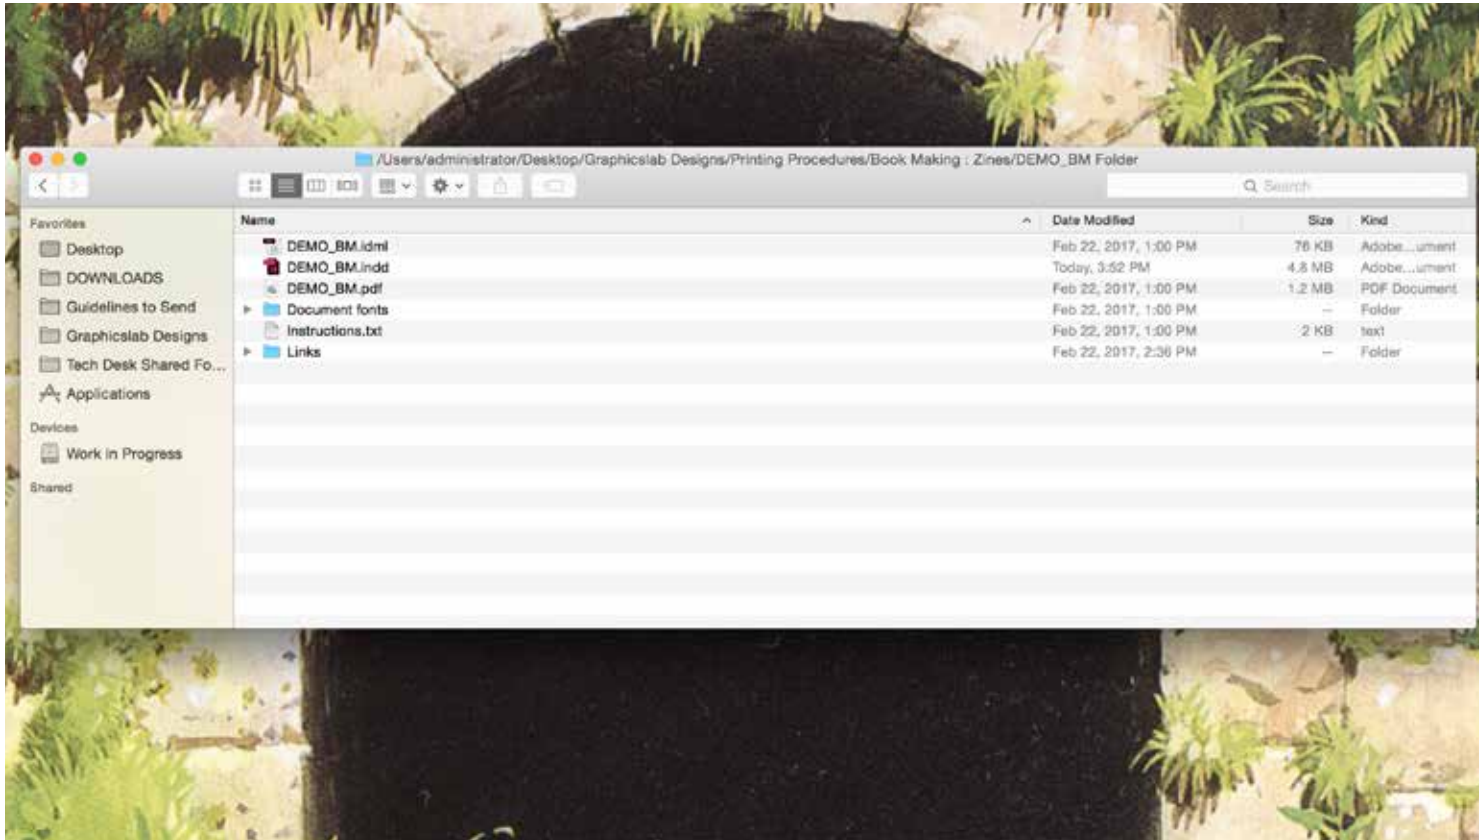 /Users/administrator/Desktop/Graphicslab Designs/Printing Procedures/Book Making : Zines/DEMO_BM Folder
Search
Favorites
Desktop
DOWNLOADS
Guidelines to Send
Graphicslab Designs
Tech Desk Shared Fo...
Applications
Devices
Work in Progress
Shared
Name Date Modified Size Kind
DEMO_BM.idml Feb 22, 2017, 1:00 PM 76 KB Adobe...ument
DEMO_BM.indd Today, 3:52 PM 4.8 MB Adobe...ument
DEMO_BM.pdf Feb 22, 2017, 1:00 PM 1.2 MB PDF Document
Document fonts Feb 22, 2017, 1:00 PM -- Folder
Instructions.txt Feb 22, 2017, 1:00 PM 2 KB text
Links Feb 22, 2017, 2:36 PM -- Folder